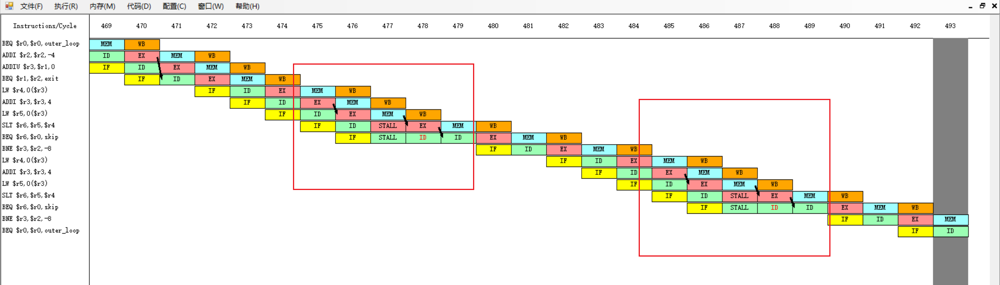 文件(F) 执行(R) 内存(M) 代码(D) 配置(C) 窗口(W) 帮助(H)
Instructions/Cycle 469 470 471 472 473 474 475 476 477 478 479 480 481 482 483 484 485 486 487 488 489 490 491 492 493
BEQ $r0,$r0,outer_loop MEM WB
ADDI $r2,$r2,-4 ID EX MEM WB
ADDIU $r3,$r1,0 IF ID EX MEM WB
BEQ $r1,$r2,exit IF ID EX MEM WB
LW $r4,0($r3) IF ID EX MEM WB
ADDI $r3,$r3,4 IF ID EX MEM WB
LW $r5,0($r3) IF ID EX MEM WB
SLT $r6,$r5,$r4 IF ID STALL EX MEM WB
BEQ $r6,$r0,skip IF STALL ID ID EX MEM WB
BNE $r3,$r2,-8 IF ID EX MEM WB
LW $r4,0($r3) IF ID EX MEM WB
ADDI $r3,$r3,4 IF ID EX MEM WB
LW $r5,0($r3) IF ID EX MEM WB
SLT $r6,$r5,$r4 IF ID STALL EX MEM WB
BEQ $r6,$r0,skip IF STALL ID ID EX MEM WB
BNE $r3,$r2,-8 IF ID EX MEM
BEQ $r0,$r0,outer_loop IF ID